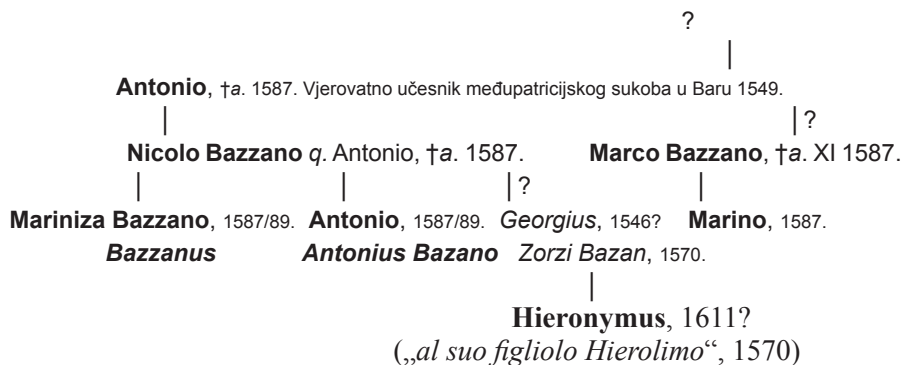 ?
Antonio, †a. 1587. Vjerovatno učesnik međupatricijskog sukoba u Baru 1549.
?
Nicolo Bazzano q. Antonio, †a. 1587. Marco Bazzano, †a. XI 1587.
?
Mariniza Bazzano, 1587/89. Antonio, 1587/89. Georgius, 1546? Marino, 1587.
Bazzanus Antonius Bazano Zorzi Bazan, 1570.
Hieronymus, 1611?
(„al suo figliolo Hierolimo“, 1570)